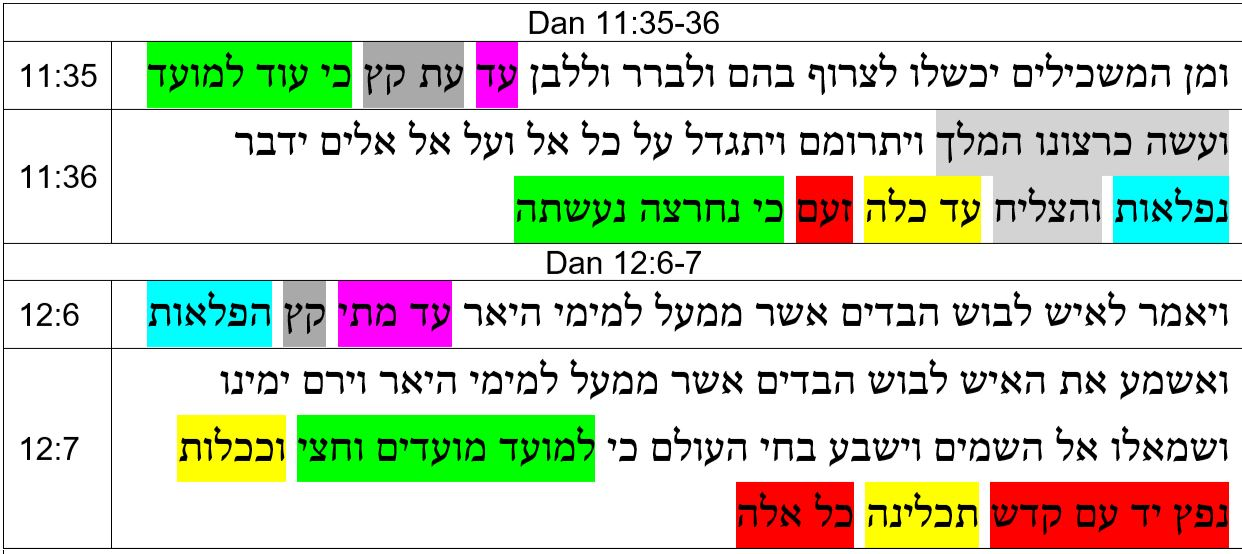 Dan 11:35-36
11:35 ומן המשכילים יכשלו לצרוף בהם ולברר וללבן עד עת קץ כי עוד למועד
11:36 ועשה כרצונו המלך ויתרומם ויתגדל על כל אל ועל אל אלים ידבר
נפלאות והצליח עד כלה זעם כי נחרצה נעשתה
Dan 12:6-7
12:6 ויאמר לאיש לבוש הבדים אשר ממעל למימי היאר עד מתי קץ הפלאות
12:7 ואשמע את האיש לבוש הבדים אשר ממעל למימי היאר וירם ימינו
ושמאלו אל השמים וישבע בחי העולם כי למועד מועדים וחצי וככלות
נפץ יד עם קדש תכלינה כל אלה